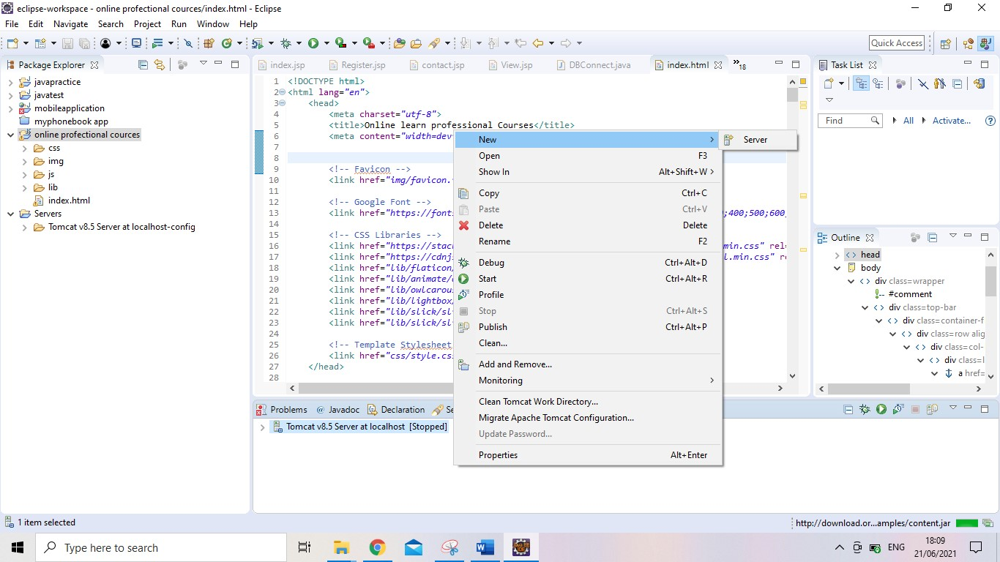 eclipse-workspace - online profectional cources/index.html - Eclipse
File Edit Navigate Search Project Run Window Help
Quick Access
Package Explorer
javapractice
javatest
mobileapplication
myphonebook app
online profectional cources
css
img
js
lib
index.html
Servers
Tomcat v8.5 Server at localhost-config
index.jsp Register.jsp contact.jsp View.jsp DBConnect.java index.html »18
1 <!DOCTYPE html>
2 <html lang="en">
3 <head>
4 <meta charset="utf-8">
5 <title>Online learn professional Courses</title>
6 <meta content="width=dev
7
8
9 <!-- Favicon -->
10 <link href="img/favicon.
11
12 <!-- Google Font -->
13 <link href="https://font ;400;500;600,
14
15 <!-- CSS Libraries -->
16 <link href="https://stac min.css" rel=
17 <link href="https://cdnj l.min.css" r
18 <link href="lib/flaticon/
19 <link href="lib/animate/
20 <link href="lib/owlcarou
21 <link href="lib/lightbox/
22 <link href="lib/slick/sl
23 <link href="lib/slick/sl
24
25 <!-- Template Stylesheet
26 <link href="css/style.cs
27 </head>
28
New
Server
Open F3
Show In Alt+Shift+W
Copy Ctrl+C
Paste Ctrl+V
Delete Delete
Rename F2
Debug Ctrl+Alt+D
Start Ctrl+Alt+R
Profile
Stop Ctrl+Alt+S
Publish Ctrl+Alt+P
Clean...
Add and Remove...
Monitoring
Clean Tomcat Work Directory...
Migrate Apache Tomcat Configuration...
Update Password...
Properties Alt+Enter
Task List
Find All Activate...
Outline
head
body
div class=wrapper
#comment
div class=top-bar
div class=container-f
div class=row alig
div class=col-
div class=l
a href=
Problems @ Javadoc Declaration Se
Tomcat v8.5 Server at localhost [Stopped]
1 item selected
http://download.or...amples/content.jar
Type here to search
ENG
18:09
21/06/2021